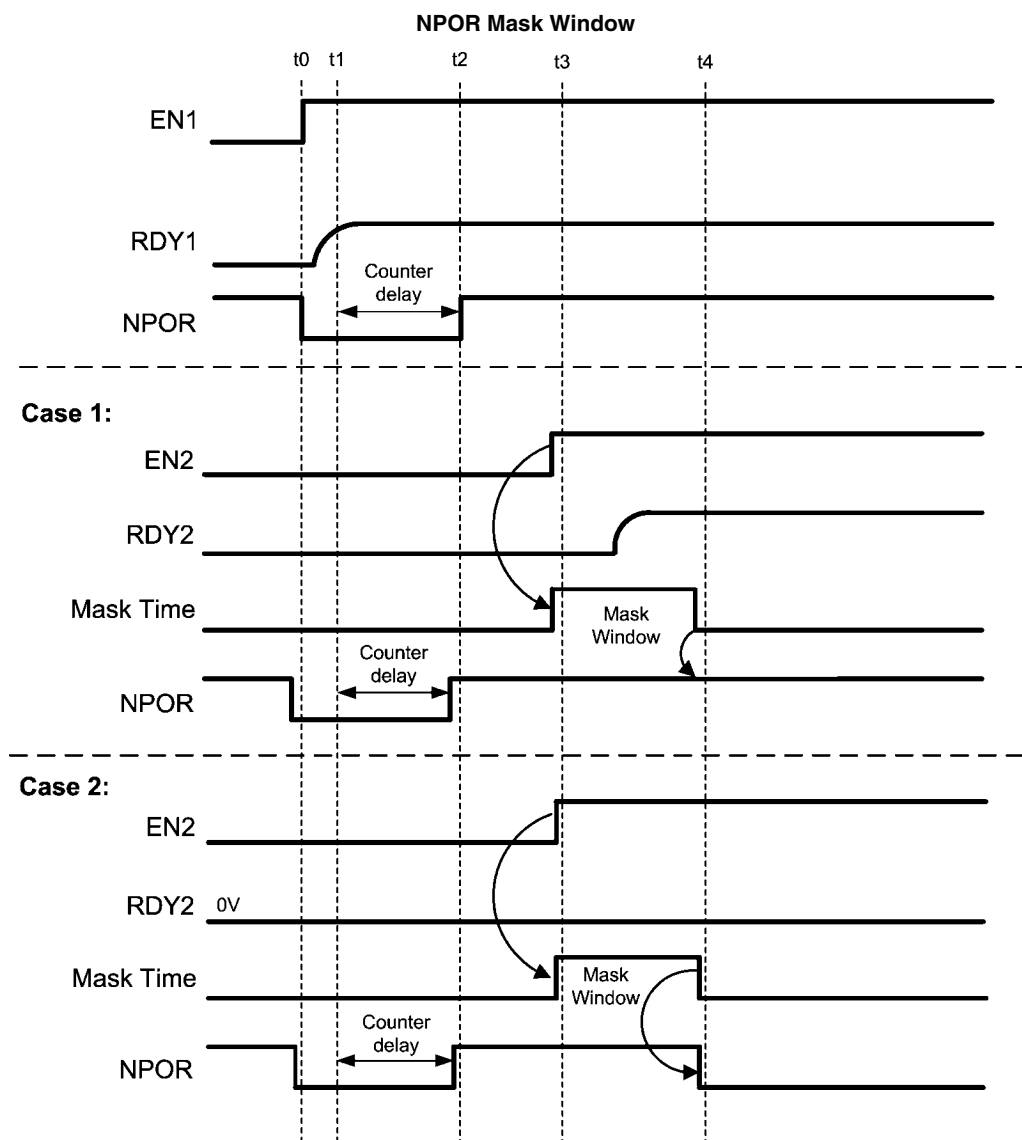 NPOR Mask Window
t0 t1 t2 t3 t4
EN1
RDY1
Counter
delay
NPOR
Case 1:
EN2
RDY2
Mask Time
Mask
Window
Counter
delay
NPOR
Case 2:
EN2
RDY2 0V
Mask Time
Mask
Window
Counter
delay
NPOR